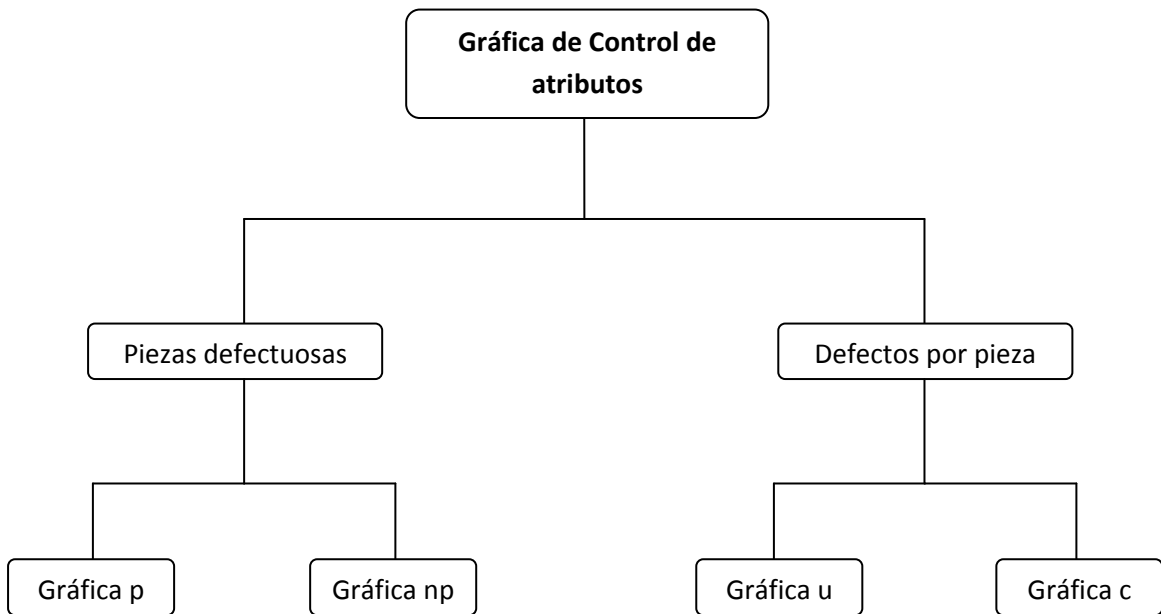 Gráfica de Control de
atributos
Piezas defectuosas
Defectos por pieza
Gráfica p
Gráfica np
Gráfica u
Gráfica c